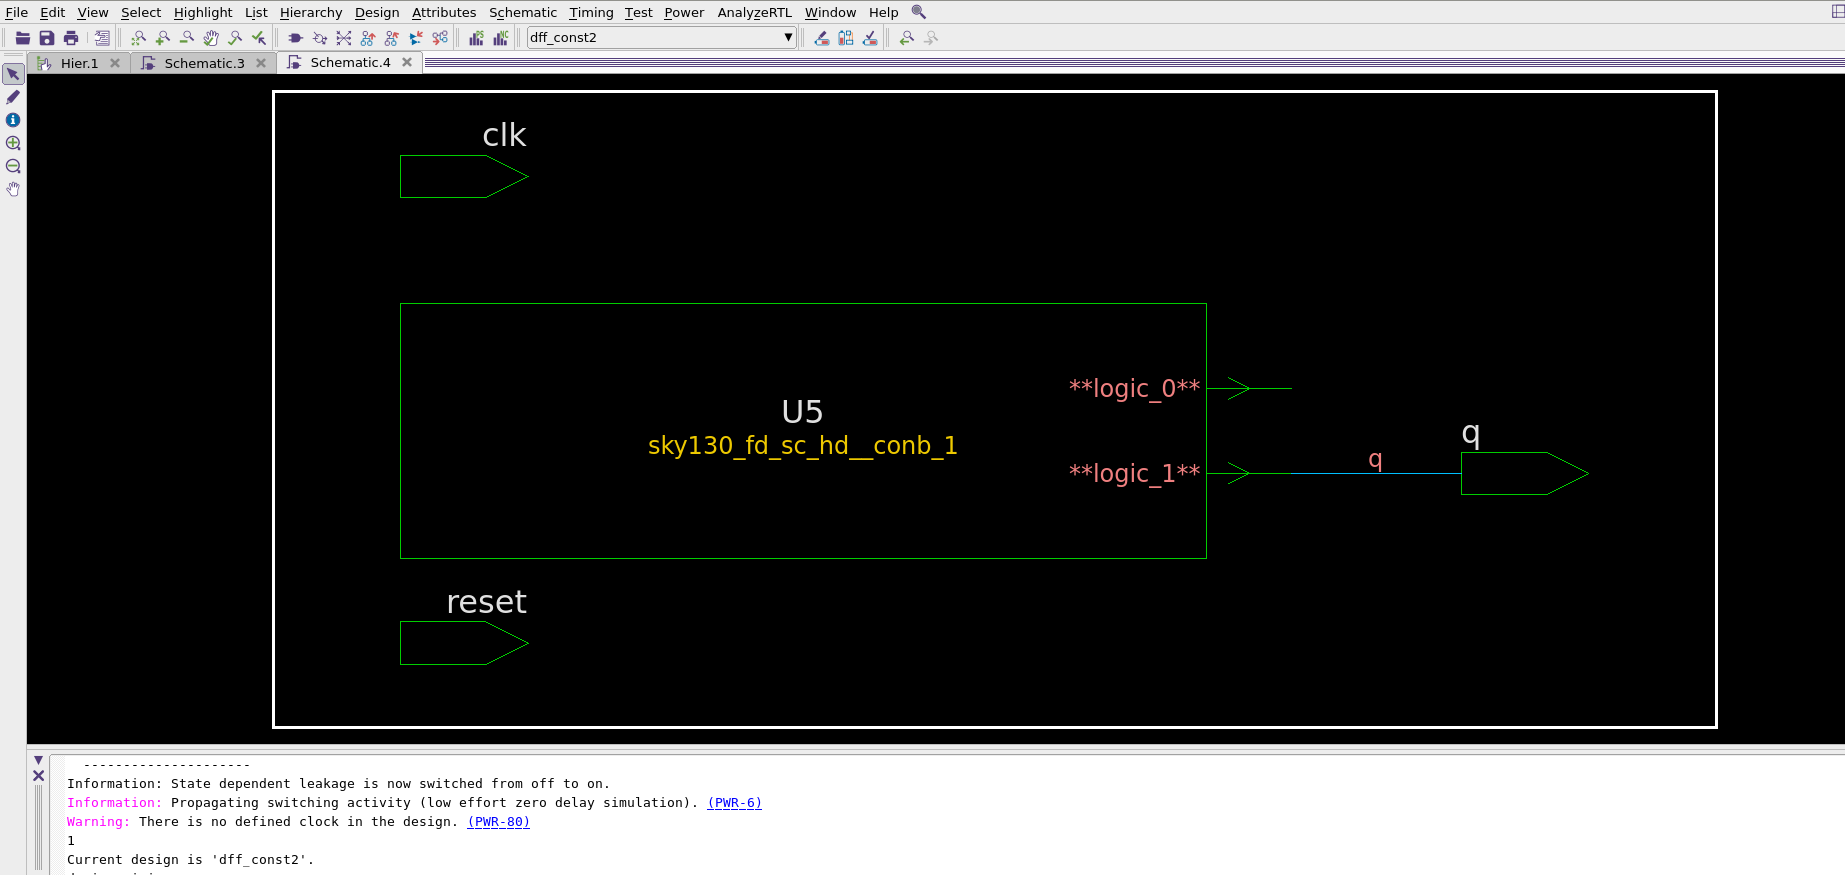 File Edit View Select Highlight List Hierarchy Design Attributes Schematic Timing Test Power AnalyzeRTL Window Help
dff_const2
Hier.1 Schematic.3 Schematic.4
clk
**logic_0**
U5
sky130_fd_sc_hd__conb_1
**logic_1**
q
q
reset
---------------------
Information: State dependent leakage is now switched from off to on.
Information: Propagating switching activity (low effort zero delay simulation). (PWR-6)
Warning: There is no defined clock in the design. (PWR-80)
1
Current design is 'dff_const2'.